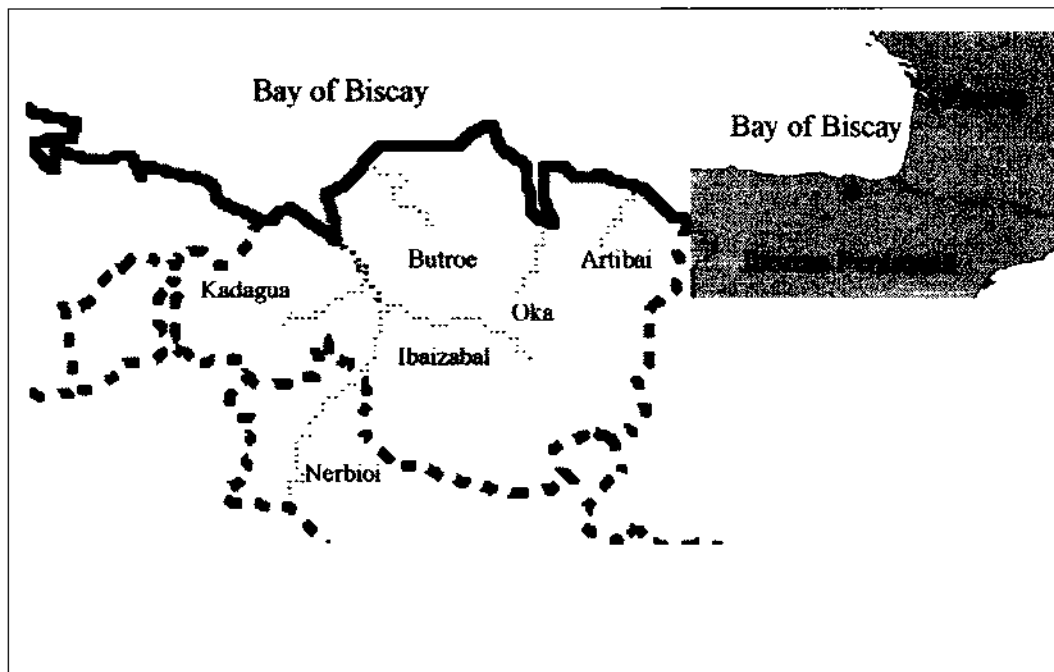 Bay of Biscay
Bay of Biscay
Butroe
Artibai
Kadagua
Oka
Ibaizabal
Nerbioi